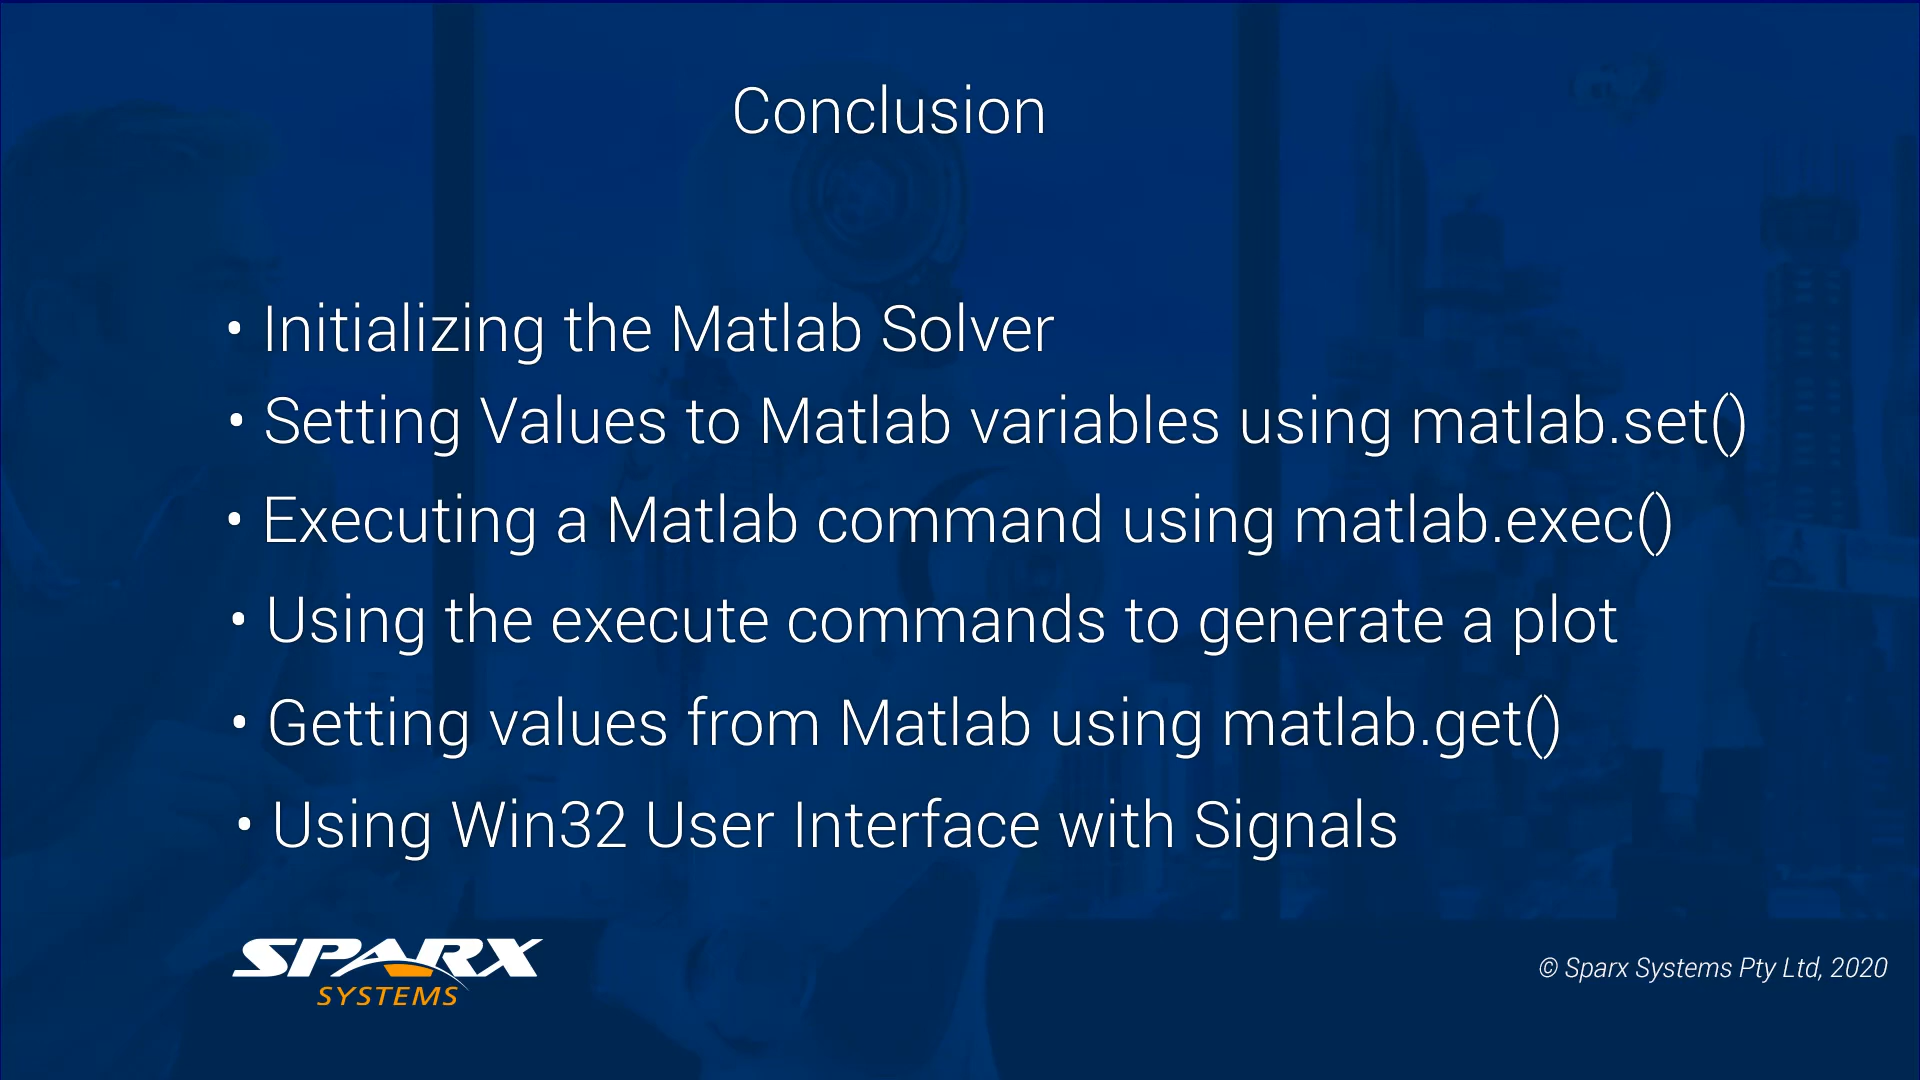 Conclusion
• Initializing the Matlab Solver
• Setting Values to Matlab variables using matlab.set()
• Executing a Matlab command using matlab.exec()
• Using the execute commands to generate a plot
• Getting values from Matlab using matlab.get()
• Using Win32 User Interface with Signals
SPARX
SYSTEMS
© Sparx Systems Pty Ltd, 2020